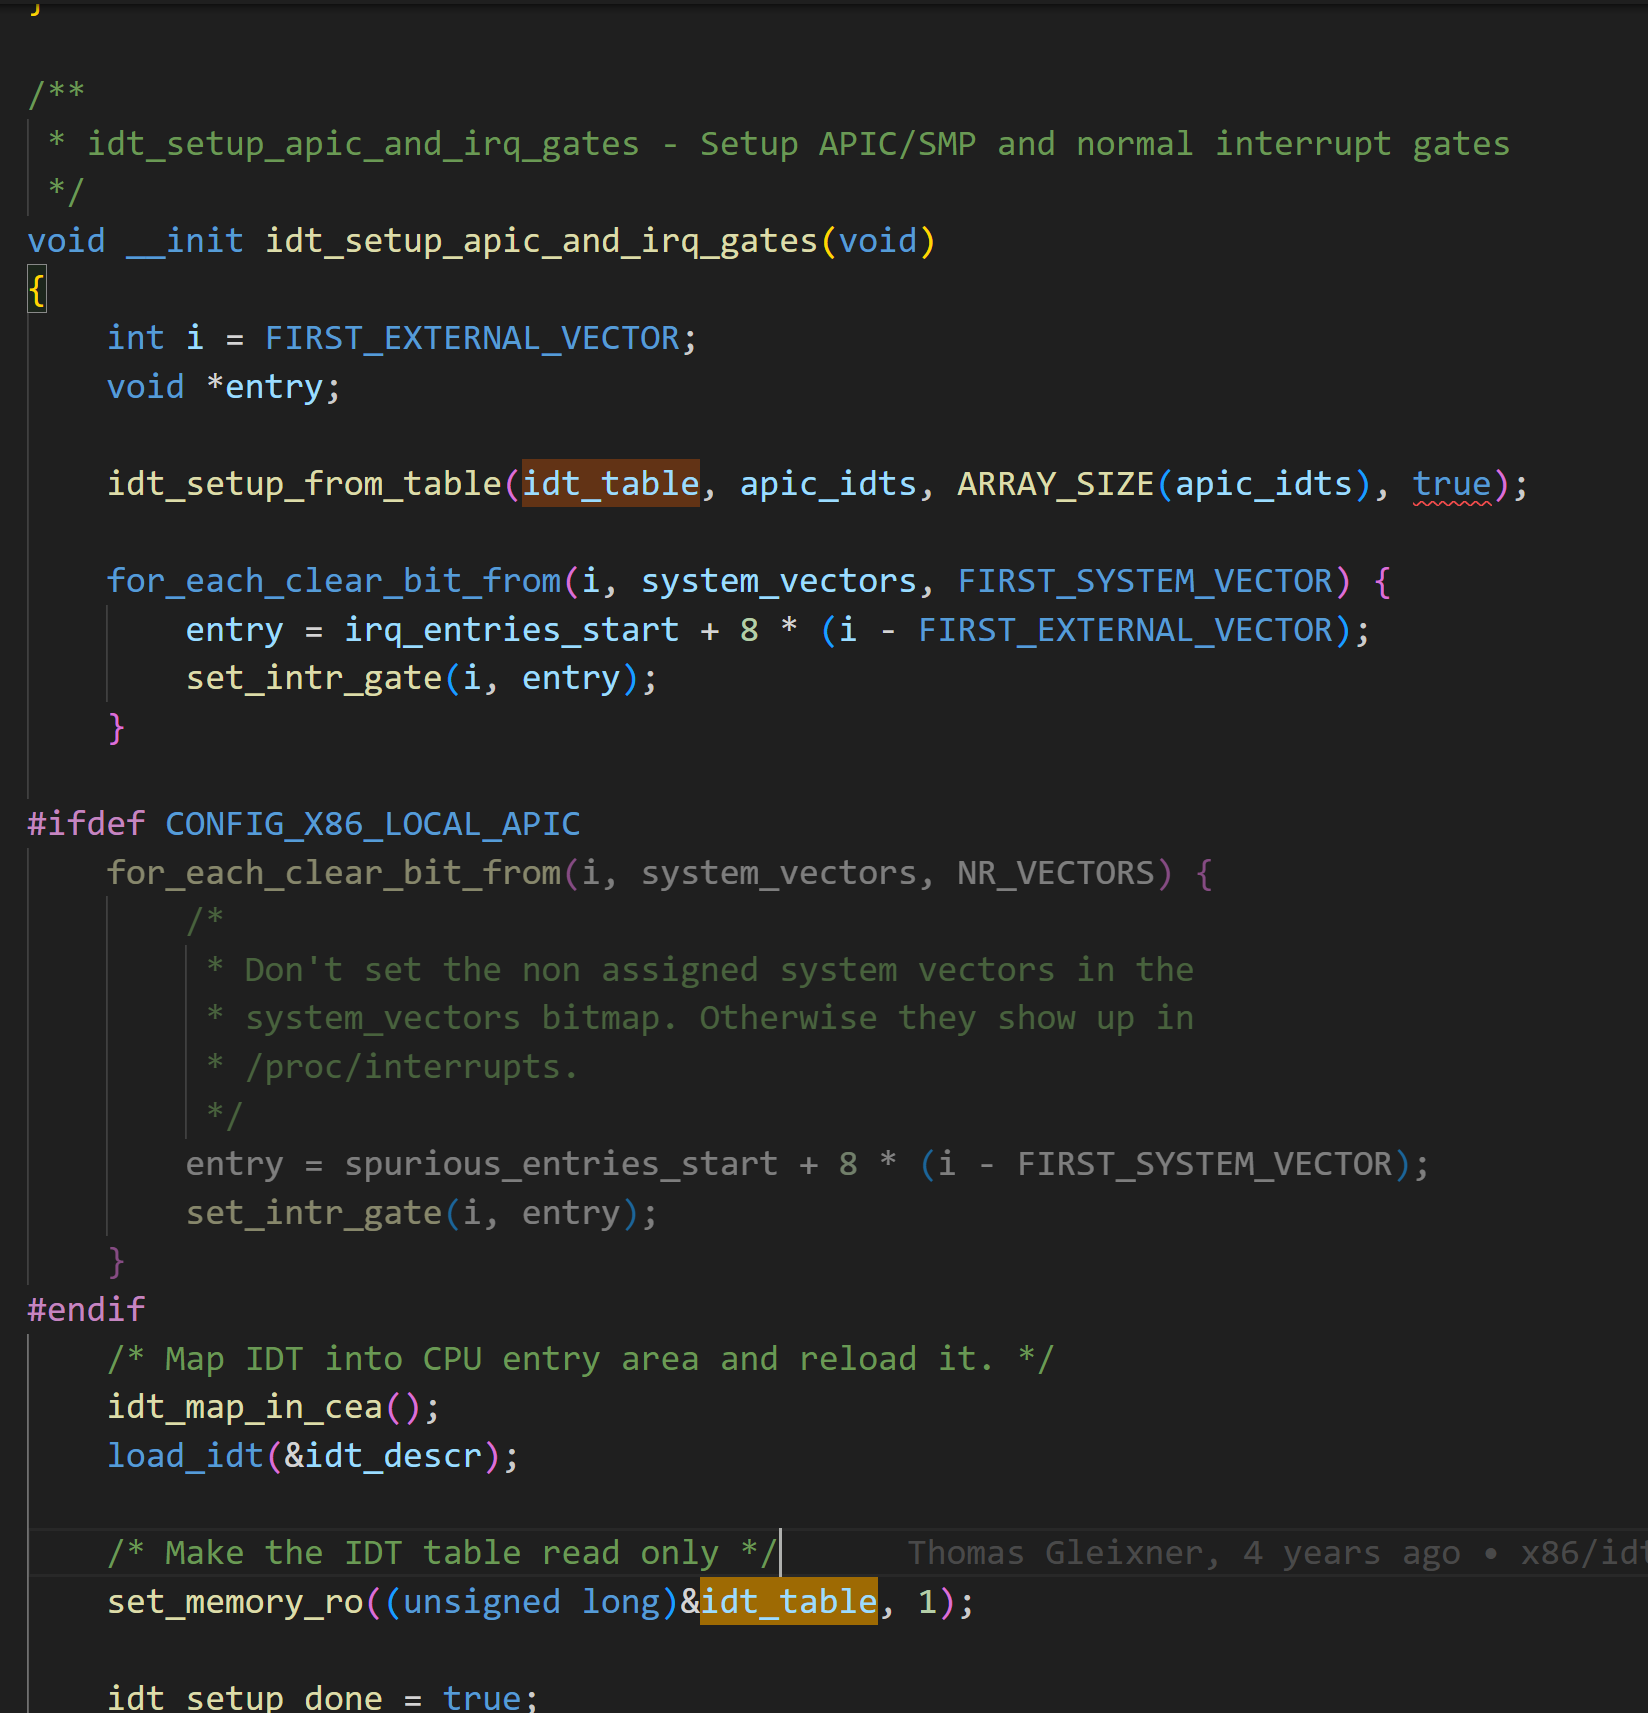 }
/**
 * idt_setup_apic_and_irq_gates - Setup APIC/SMP and normal interrupt gates
 */
void __init idt_setup_apic_and_irq_gates(void)
{
    int i = FIRST_EXTERNAL_VECTOR;
    void *entry;
    idt_setup_from_table(idt_table, apic_idts, ARRAY_SIZE(apic_idts), true);
    for_each_clear_bit_from(i, system_vectors, FIRST_SYSTEM_VECTOR) {
        entry = irq_entries_start + 8 * (i - FIRST_EXTERNAL_VECTOR);
        set_intr_gate(i, entry);
    }
#ifdef CONFIG_X86_LOCAL_APIC
    for_each_clear_bit_from(i, system_vectors, NR_VECTORS) {
        /*
         * Don't set the non assigned system vectors in the
         * system_vectors bitmap. Otherwise they show up in
         * /proc/interrupts.
         */
        entry = spurious_entries_start + 8 * (i - FIRST_SYSTEM_VECTOR);
        set_intr_gate(i, entry);
    }
#endif
    /* Map IDT into CPU entry area and reload it. */
    idt_map_in_cea();
    load_idt(&idt_descr);
    /* Make the IDT table read only */ Thomas Gleixner, 4 years ago • x86/idt
    set_memory_ro((unsigned long)&idt_table, 1);
    idt_setup_done = true;